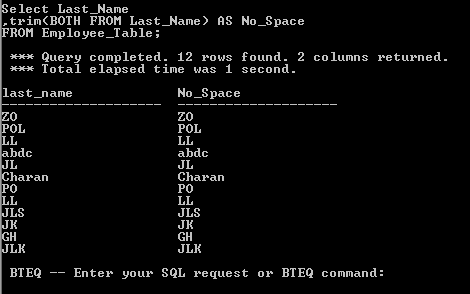 Select Last_Name
,trim(BOTH FROM Last_Name) AS No_Space
FROM Employee_Table;
*** Query completed. 12 rows found. 2 columns returned.
*** Total elapsed time was 1 second.
last_name No_Space
-------------------- --------------------
ZO ZO
POL POL
LL LL
abdc abdc
JL JL
Charan Charan
PO PO
LL LL
JLS JLS
JK JK
GH GH
JLK JLK
BTEQ -- Enter your SQL request or BTEQ command: